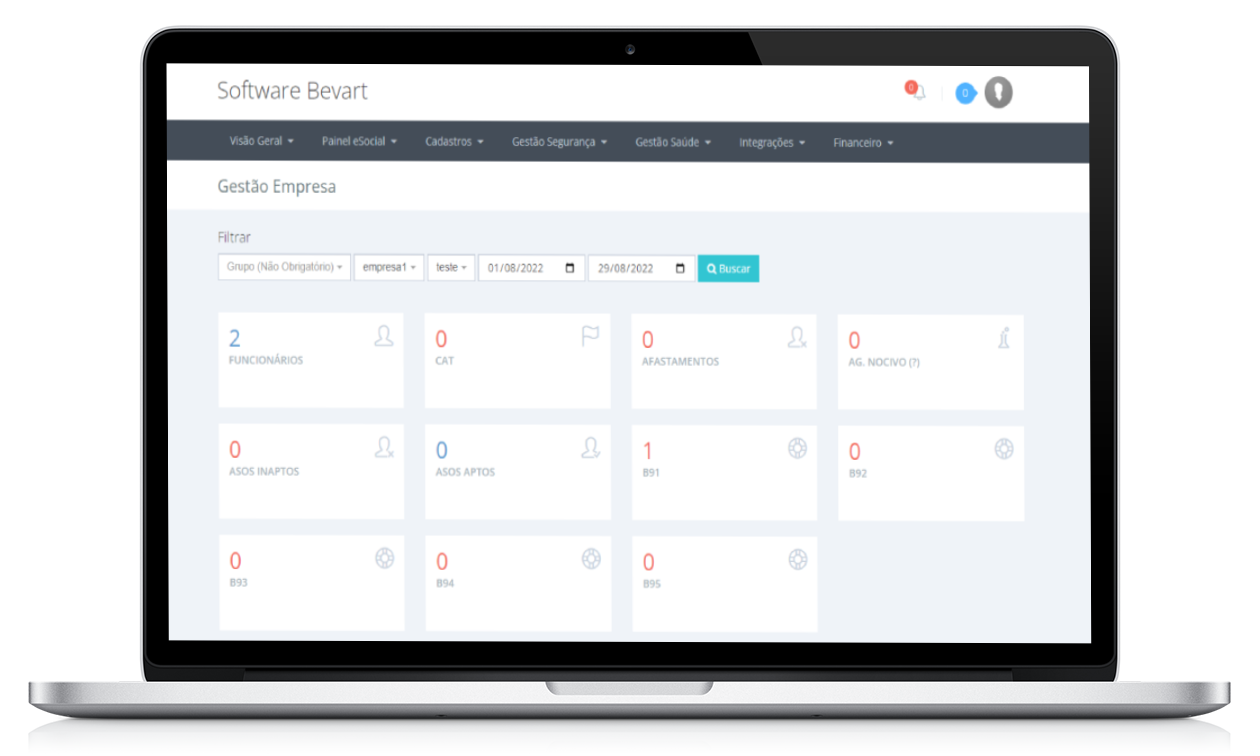 Software Bevart
0
0
Visão Geral Painel eSocial Cadastros Gestão Segurança Gestão Saúde Integrações Financeiro
Gestão Empresa
Filtrar
Grupo (Não Obrigatório) empresa1 teste 01/08/2022 29/08/2022 Buscar
2 0 0 0
FUNCIONÁRIOS CAT AFASTAMENTOS AG. NOCIVO (?)
0 0 1 0
ASOS INAPTOS ASOS APTOS B91 B92
0 0 0
B93 B94 B95